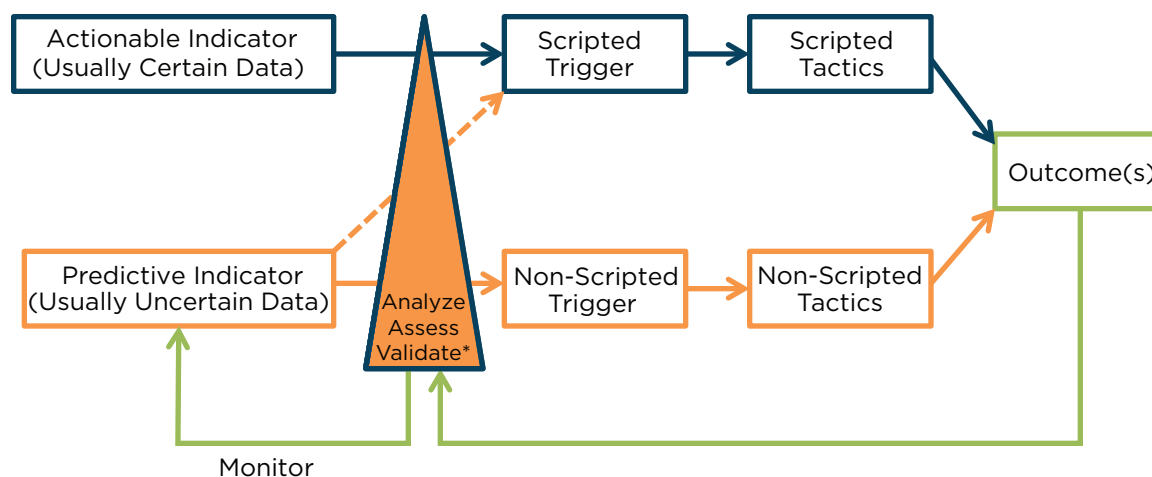 Actionable Indicator
(Usually Certain Data)
Scripted
Trigger
Scripted
Tactics
Outcome(s)
Predictive Indicator
(Usually Uncertain Data)
Analyze
Assess
Validate*
Non-Scripted
Trigger
Non-Scripted
Tactics
Monitor